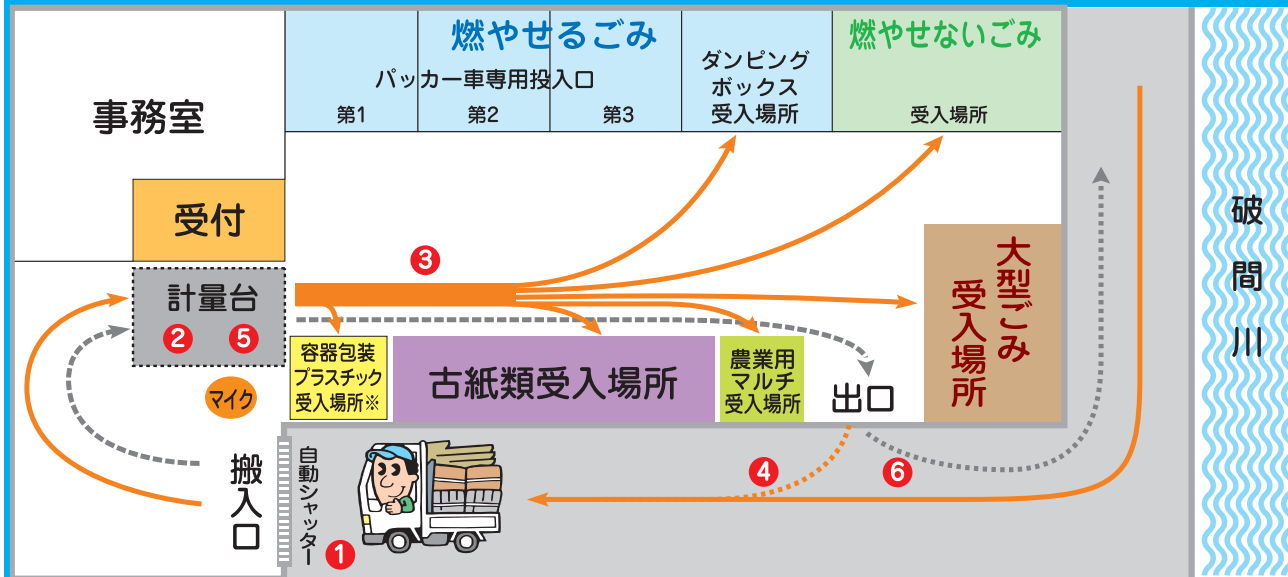 燃やせるごみ
燃やせないごみ
パッカー車専用投入口
第1
第2
第3
ダンピング
ボックス
受入場所
受入場所
事務室
受付
計量台
2
5
3
マイク
容器包装
プラスチック
受入場所※
古紙類受入場所
農業用
マルチ
受入場所
出口
大型ごみ
受入場所
搬入口
自動シャッター
1
4
6
破間川